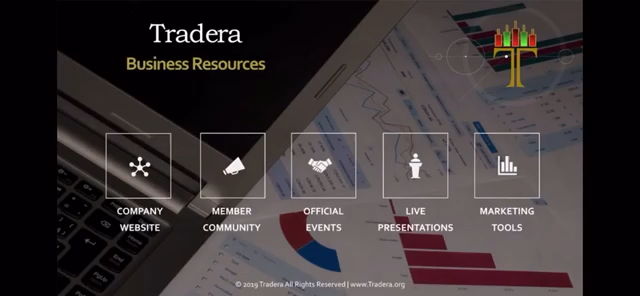 Tradera
Business Resources
COMPANY
WEBSITE
MEMBER
COMMUNITY
OFFICIAL
EVENTS
LIVE
PRESENTATIONS
MARKETING
TOOLS
© 2019 Tradera All Rights Reserved | www.Tradera.org